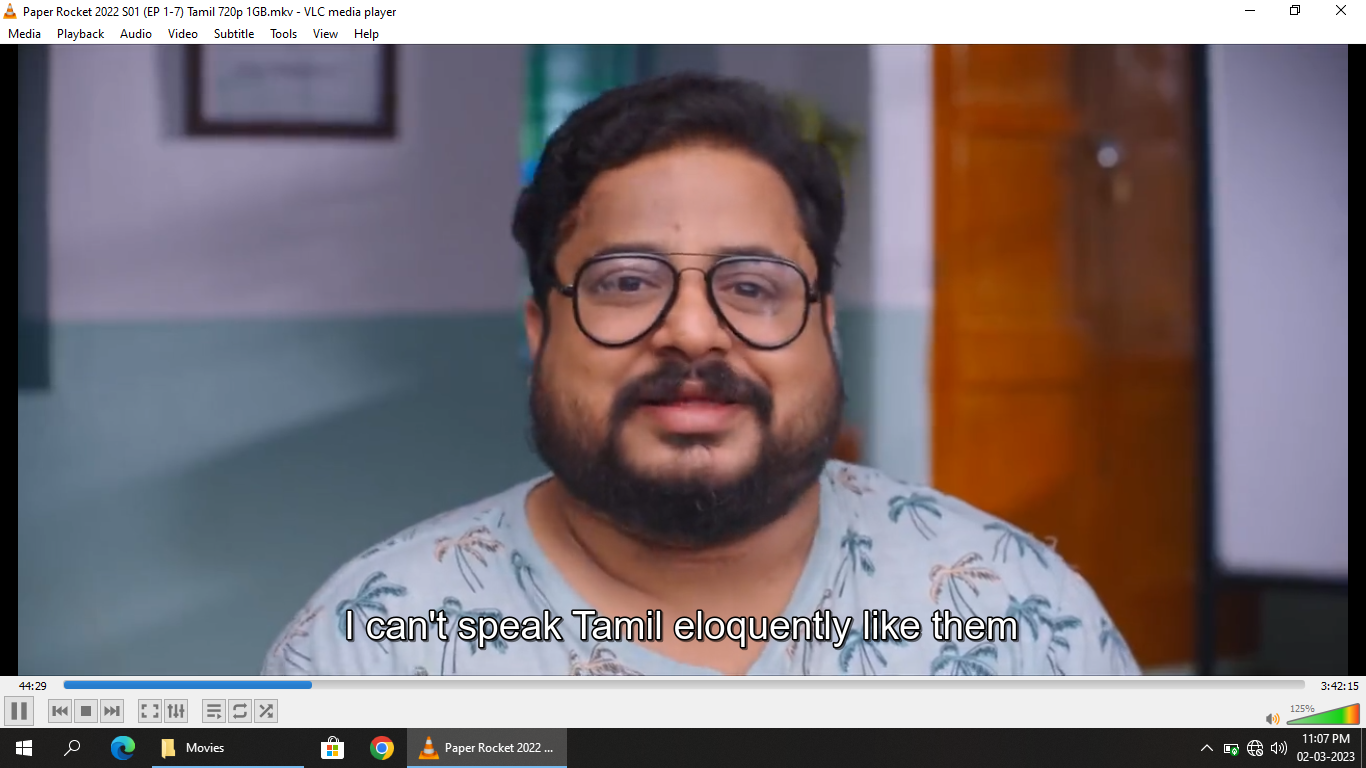 Paper Rocket 2022 S01 (EP 1-7) Tamil 720p 1GB.mkv - VLC media player
Media Playback Audio Video Subtitle Tools View Help
I can't speak Tamil eloquently like them
44:29
3:42:15
125%
Movies
Paper Rocket 2022 ...
11:07 PM
02-03-2023